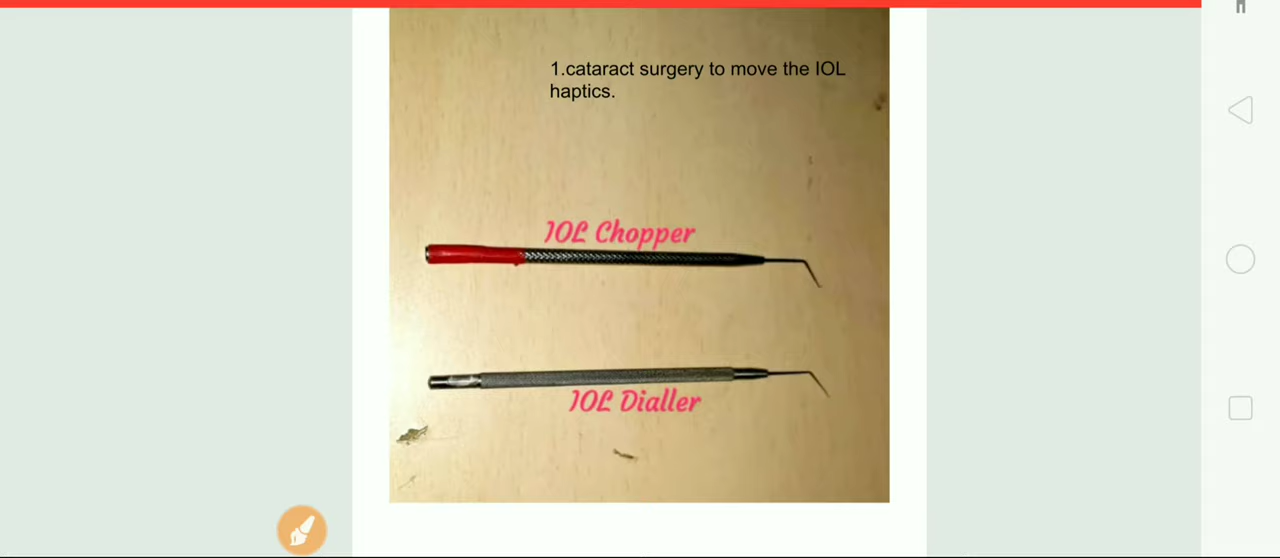 1.cataract surgery to move the IOL
haptics.
IOL Chopper
IOL Dialler